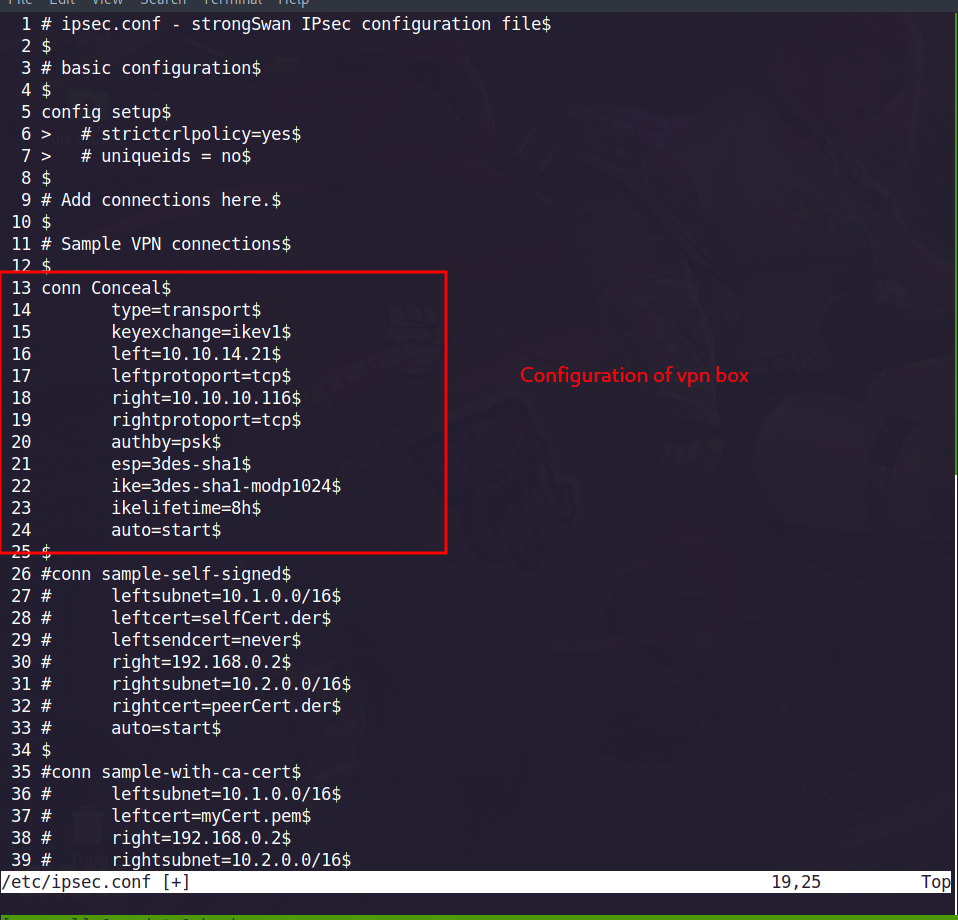 File Edit View Search Terminal Help
1 # ipsec.conf - strongSwan IPsec configuration file$
2 $
3 # basic configuration$
4 $
5 config setup$
6 >   # strictcrlpolicy=yes$
7 >   # uniqueids = no$
8 $
9 # Add connections here.$
10 $
11 # Sample VPN connections$
12 $
13 conn Conceal$
14        type=transport$
15        keyexchange=ikev1$
16        left=10.10.14.21$
17        leftprotoport=tcp$
Configuration of vpn box
18        right=10.10.10.116$
19        rightprotoport=tcp$
20        authby=psk$
21        esp=3des-sha1$
22        ike=3des-sha1-modp1024$
23        ikelifetime=8h$
24        auto=start$
25 $
26 #conn sample-self-signed$
27 #      leftsubnet=10.1.0.0/16$
28 #      leftcert=selfCert.der$
29 #      leftsendcert=never$
30 #      right=192.168.0.2$
31 #      rightsubnet=10.2.0.0/16$
32 #      rightcert=peerCert.der$
33 #      auto=start$
34 $
35 #conn sample-with-ca-cert$
36 #      leftsubnet=10.1.0.0/16$
37 #      leftcert=myCert.pem$
38 #      right=192.168.0.2$
39 #      rightsubnet=10.2.0.0/16$
/etc/ipsec.conf [+] 19,25 Top